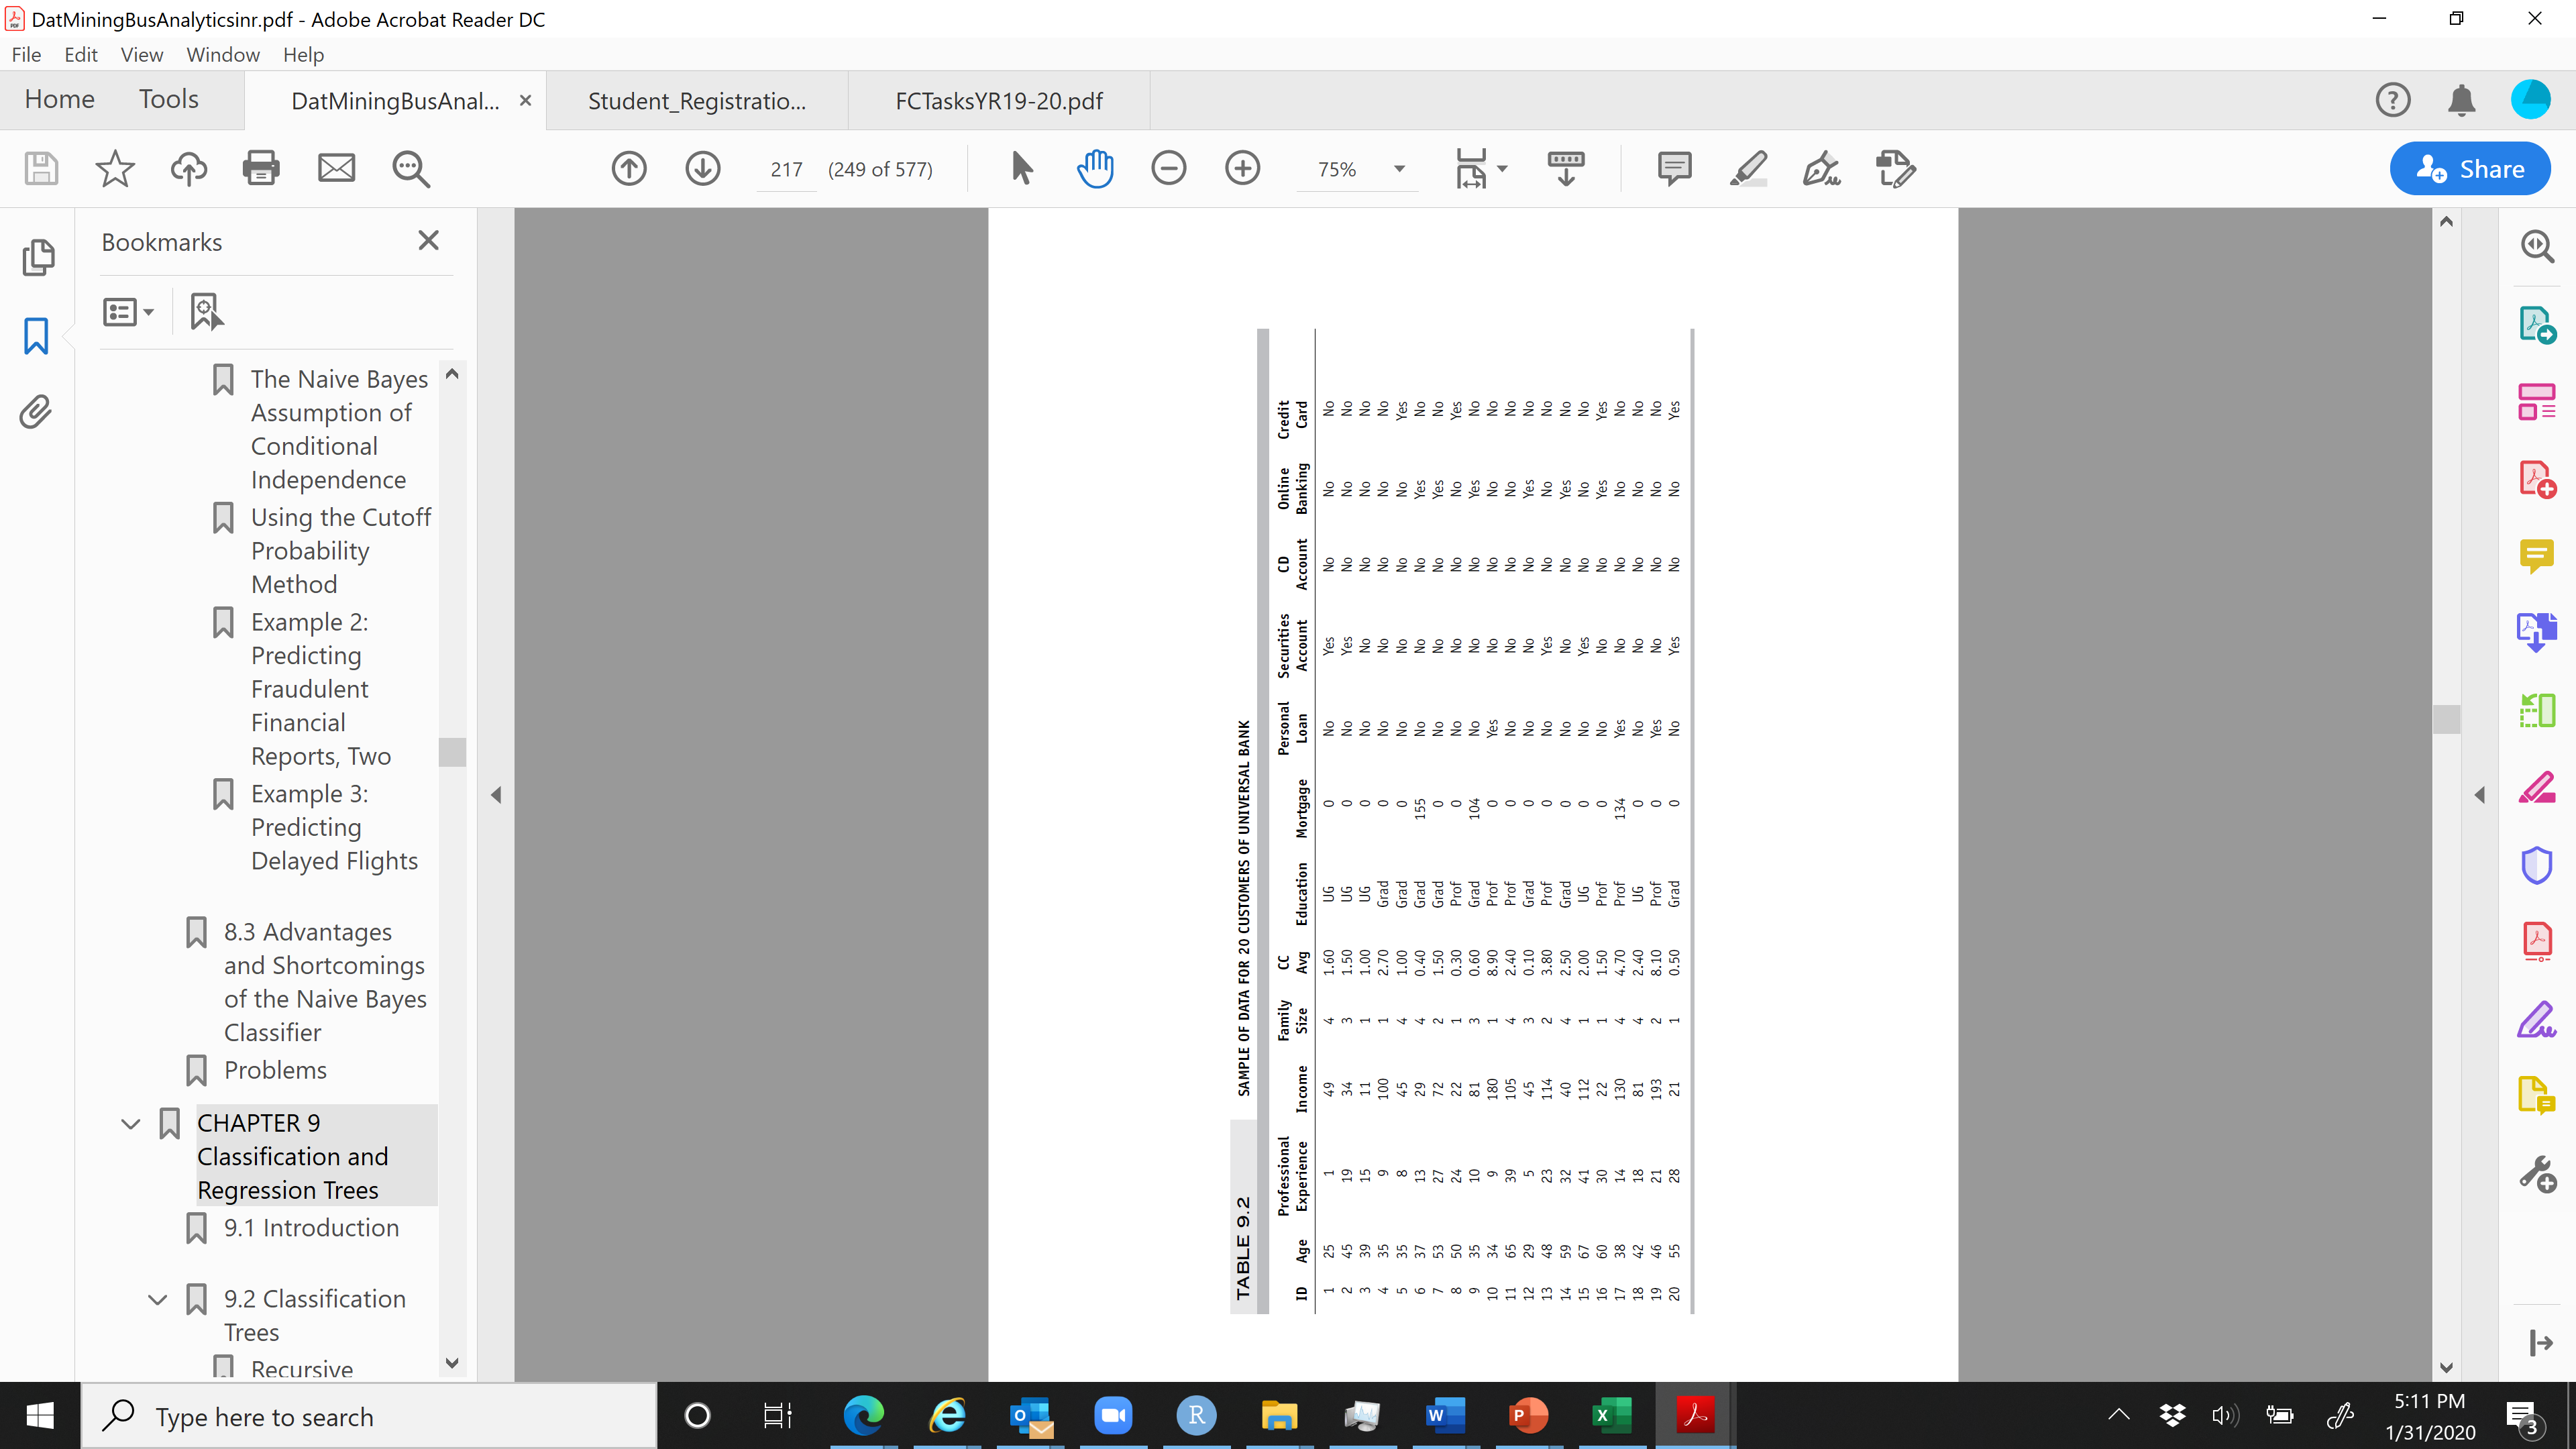 DatMiningBusAnalyticsinr.pdf - Adobe Acrobat Reader DC
File Edit View Window Help
Home Tools DatMiningBusAnal... × Student_Registratio... FCTasksYR19-20.pdf
217 (249 of 577) 75% Share
Bookmarks
The Naive Bayes
Assumption of
Conditional
Independence
Using the Cutoff
Probability
Method
Example 2:
Predicting
Fraudulent
Financial
Reports, Two
Example 3:
Predicting
Delayed Flights
8.3 Advantages
and Shortcomings
of the Naive Bayes
Classifier
Problems
CHAPTER 9
Classification and
Regression Trees
9.1 Introduction
9.2 Classification
Trees
Recursive
TABLE 9.2 SAMPLE OF DATA FOR 20 CUSTOMERS OF UNIVERSAL BANK
Professional Family CC Personal Securities CD Online Credit
ID Age Experience Income Size Avg Education Mortgage Loan Account Account Banking Card
1 25 1 49 4 1.60 UG 0 No Yes No No No
2 45 19 34 3 1.50 UG 0 No Yes No No No
3 39 15 11 1 1.00 UG 0 No No No No No
4 35 9 100 1 2.70 Grad 0 No No No No No
5 35 8 45 4 1.00 Grad 0 No No No No Yes
6 37 13 29 4 0.40 Grad 155 No No No Yes No
7 53 27 72 2 1.50 Grad 0 No No No Yes No
8 50 24 22 1 0.30 Prof 0 No No No No Yes
9 35 10 81 3 0.60 Grad 104 No No No Yes No
10 34 9 180 1 8.90 Prof 0 Yes No No No No
11 65 39 105 4 2.40 Prof 0 No No No No No
12 29 5 45 3 0.10 Grad 0 No No No Yes No
13 48 23 114 2 3.80 Prof 0 No Yes No No No
14 59 32 40 4 2.50 Grad 0 No No No Yes No
15 67 41 112 1 2.00 UG 0 No Yes No No No
16 60 30 22 1 1.50 Prof 0 No No No Yes Yes
17 38 14 130 4 4.70 Prof 134 Yes No No No No
18 42 18 81 4 2.40 UG 0 No No No No No
19 46 21 193 2 8.10 Prof 0 Yes No No No No
20 55 28 21 1 0.50 Grad 0 No Yes No No Yes
Type here to search
5:11 PM
1/31/2020
3